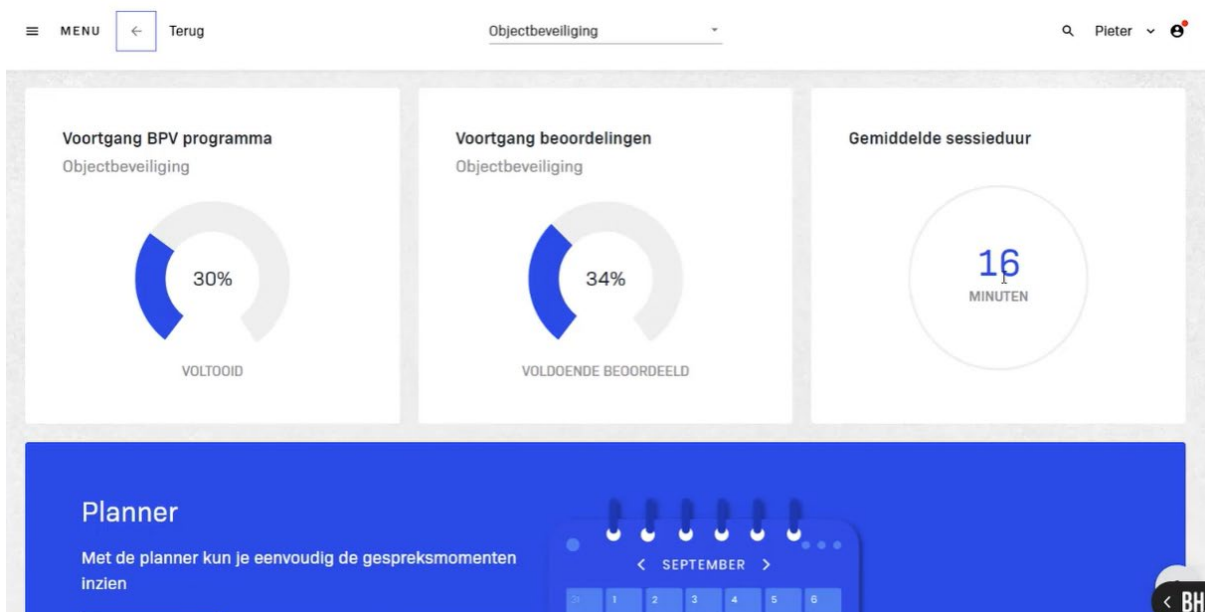 MENU
Terug
Objectbeveiliging
Pieter
Voortgang BPV programma
Objectbeveiliging
30%
VOLTOOID
Voortgang beoordelingen
Objectbeveiliging
34%
VOLDOENDE BEOORDEELD
Gemiddelde sessieduur
16
MINUTEN
Planner
Met de planner kun je eenvoudig de gespreksmomenten
inzien
< SEPTEMBER >
31 1 2 3 4 5 6
< BH